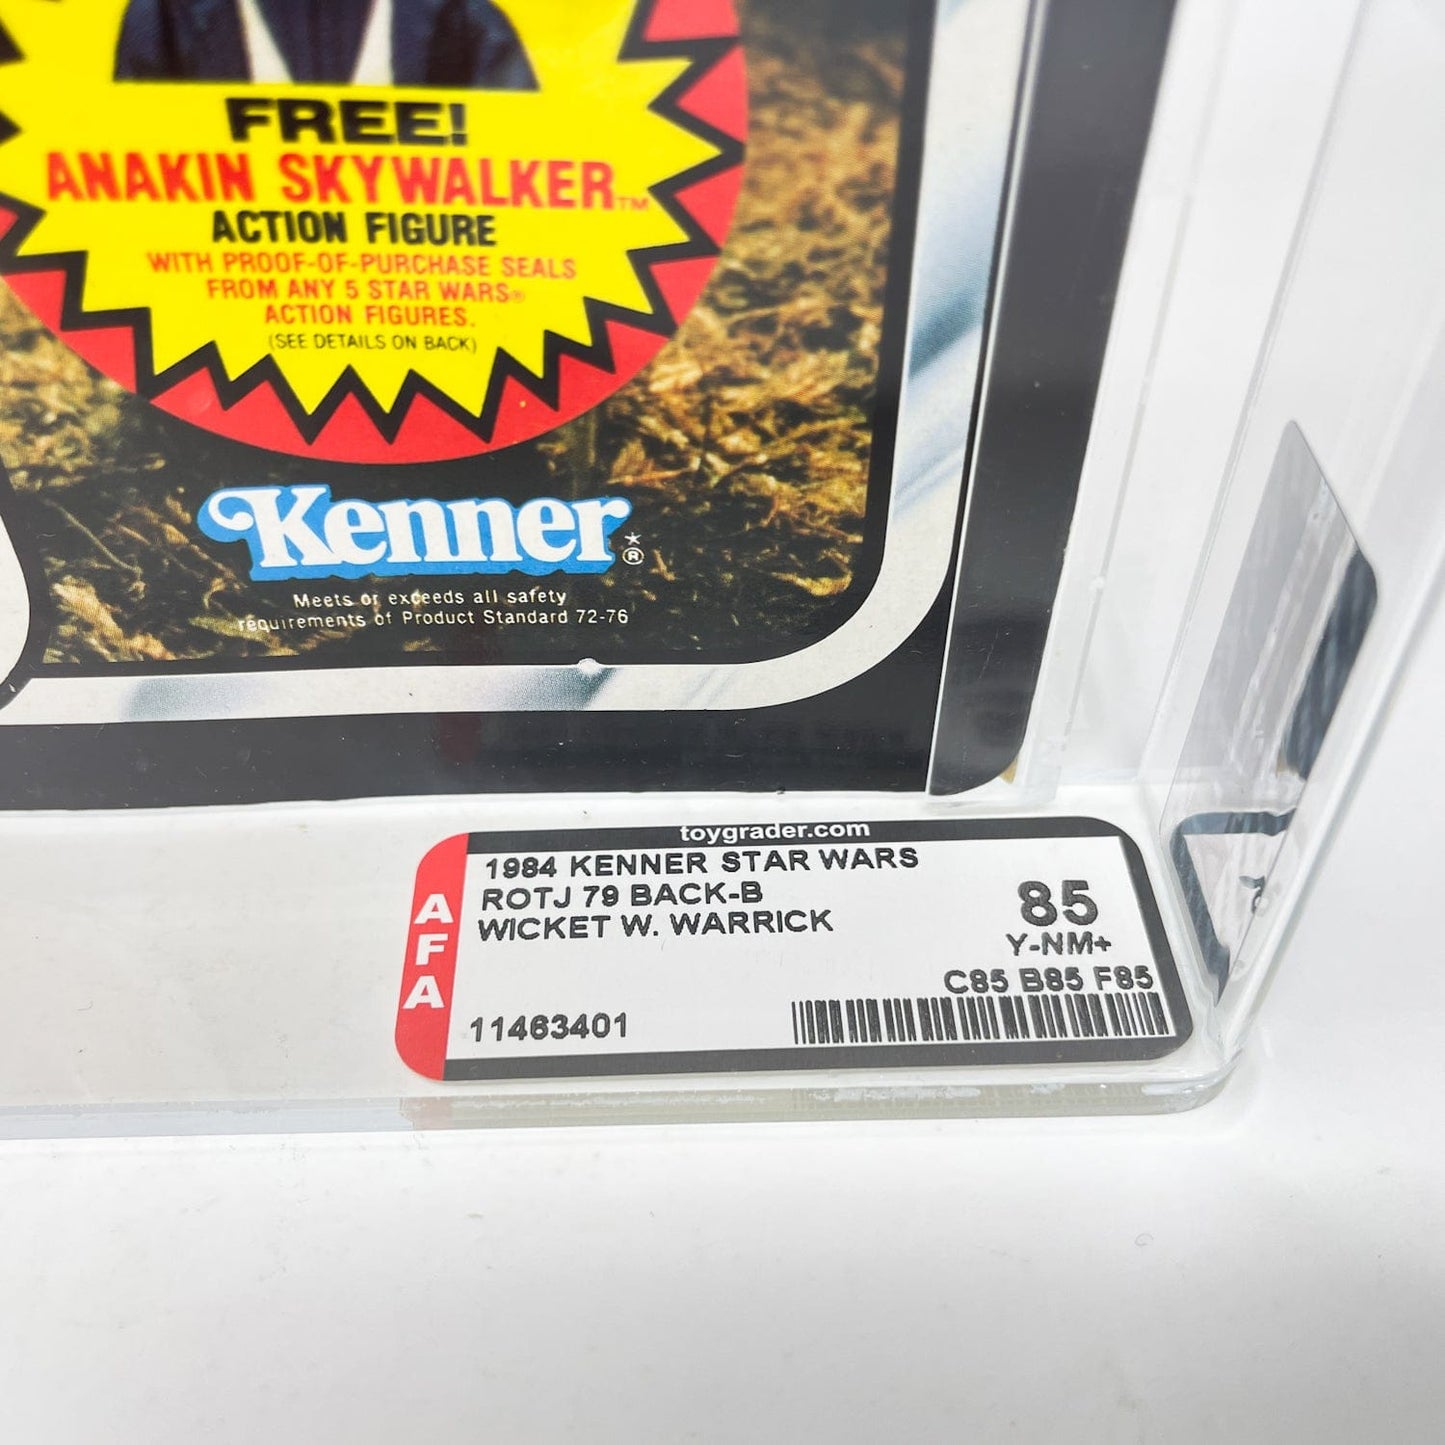 FREE!
ANAKIN SKYWALKER™
ACTION FIGURE
WITH PROOF-OF-PURCHASE SEALS
FROM ANY 5 STAR WARS®
ACTION FIGURES.
(SEE DETAILS ON BACK)
Kenner®
Meets or exceeds all safety
requirements of Product Standard 72-76
toygrader.com
AFA
1984 KENNER STAR WARS
ROTJ 79 BACK-B
WICKET W. WARRICK
85
Y-NM+
C85 B85 F85
11463401